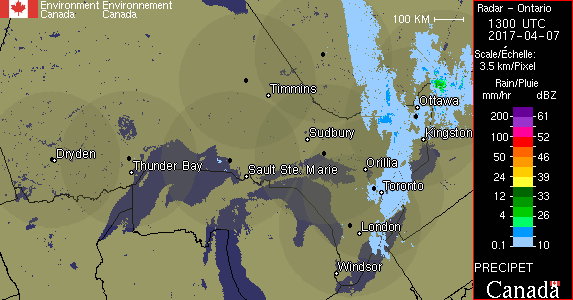 Environment Environnement
Canada Canada
100 KM
Timmins
Ottawa
Sudbury
Kingston
Dryden
Thunder Bay
Sault Ste. Marie
Orillia
Toronto
London
Windsor
Radar - Ontario
1300 UTC
2017-04-07
Scale/Échelle:
3.5 km/Pixel
Rain/Pluie
mm/hr dBZ
200 61
100 52
50 46
24 39
12 33
4 26
0.1 10
PRECIPET
Canada